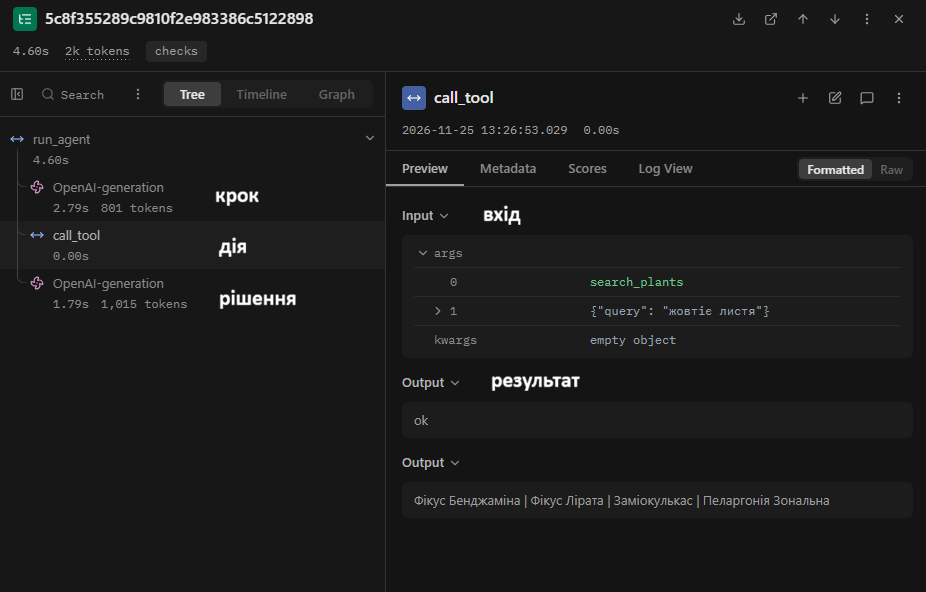 5c8f355289c9810f2e983386c5122898
4.60s 2k tokens checks
Search Tree Timeline Graph
run_agent
4.60s
OpenAI-generation
2.79s 801 tokens
крок
call_tool
0.00s
дія
OpenAI-generation
1.79s 1,015 tokens
рішення
call_tool
2026-11-25 13:26:53.029 0.00s
Preview Metadata Scores Log View Formatted Raw
Input вхід
args
0 search_plants
1 {"query": "жовтіє листя"}
kwargs empty object
Output результат
ok
Output
Фікус Бенджаміна | Фікус Лірата | Заміокулькас | Пеларгонія Зональна